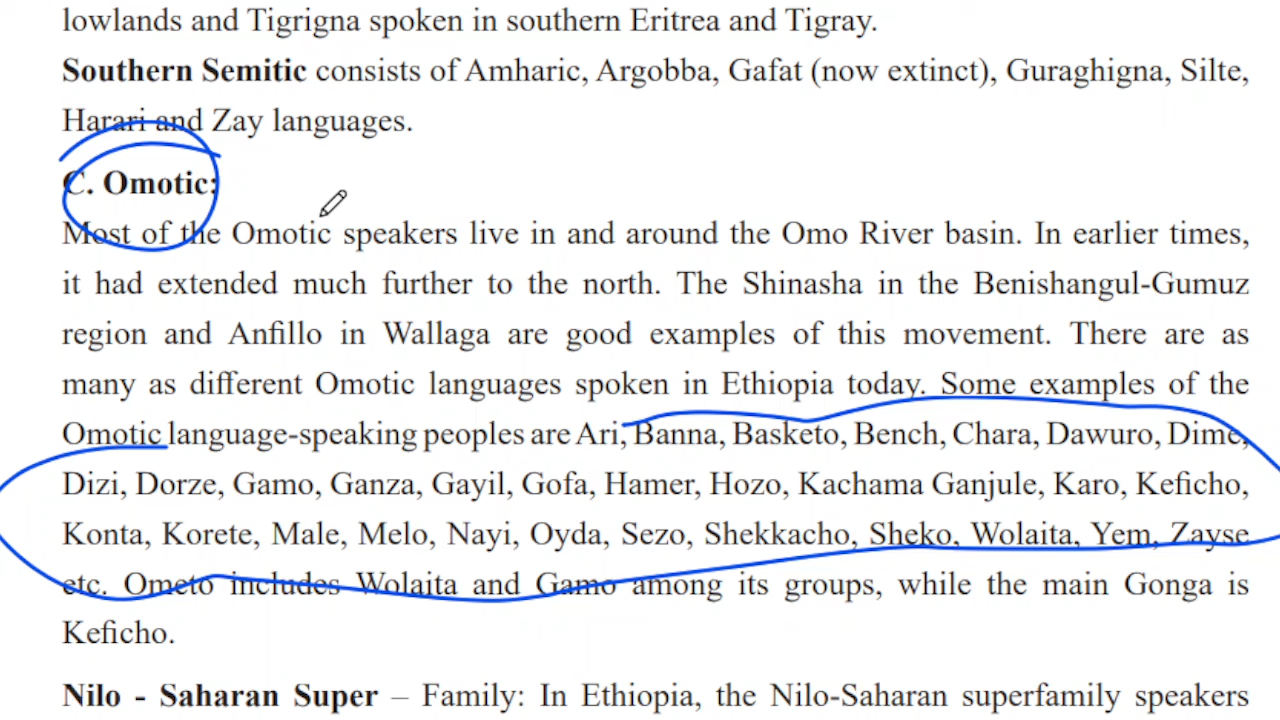 lowlands and Tigrigna spoken in southern Eritrea and Tigray.
Southern Semitic consists of Amharic, Argobba, Gafat (now extinct), Guraghigna, Silte,
Harari and Zay languages.
C. Omotic:
Most of the Omotic speakers live in and around the Omo River basin. In earlier times,
it had extended much further to the north. The Shinasha in the Benishangul-Gumuz
region and Anfillo in Wallaga are good examples of this movement. There are as
many as different Omotic languages spoken in Ethiopia today. Some examples of the
Omotic language-speaking peoples are Ari, Banna, Basketo, Bench, Chara, Dawuro, Dime,
Dizi, Dorze, Gamo, Ganza, Gayil, Gofa, Hamer, Hozo, Kachama Ganjule, Karo, Keficho,
Konta, Korete, Male, Melo, Nayi, Oyda, Sezo, Shekkacho, Sheko, Wolaita, Yem, Zayse
etc. Ometo includes Wolaita and Gamo among its groups, while the main Gonga is
Keficho.
Nilo - Saharan Super – Family: In Ethiopia, the Nilo-Saharan superfamily speakers